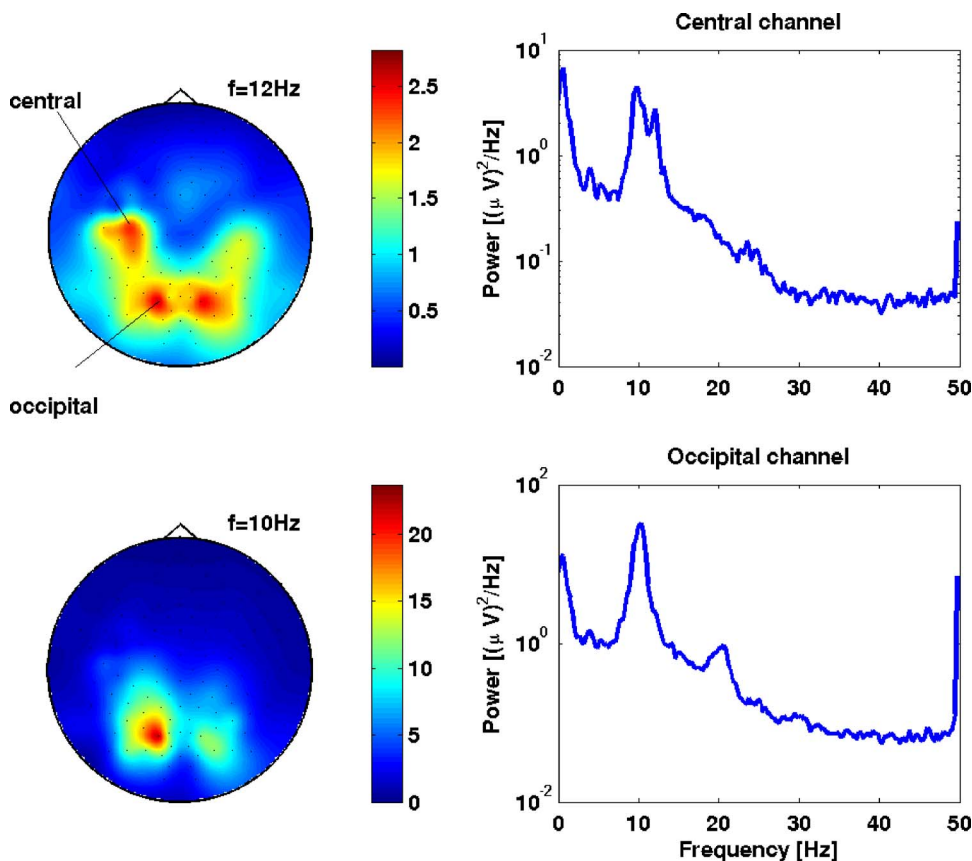 central
f=12Hz
2.5
2
1.5
1
0.5
occipital
Central channel
Power [(μ V)²/Hz]
10¹
10⁰
10⁻¹
10⁻²
0 10 20 30 40 50
f=10Hz
20
15
10
5
0
Occipital channel
Power [(μ V)²/Hz]
10²
10⁰
10⁻²
0 10 20 30 40 50
Frequency [Hz]